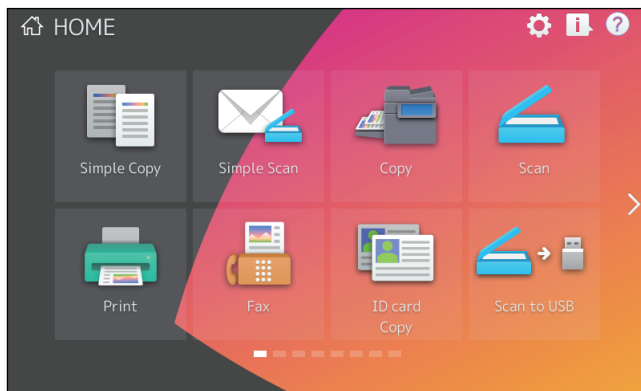 HOME
Simple Copy
Simple Scan
Copy
Scan
Print
Fax
ID card
Copy
Scan to USB